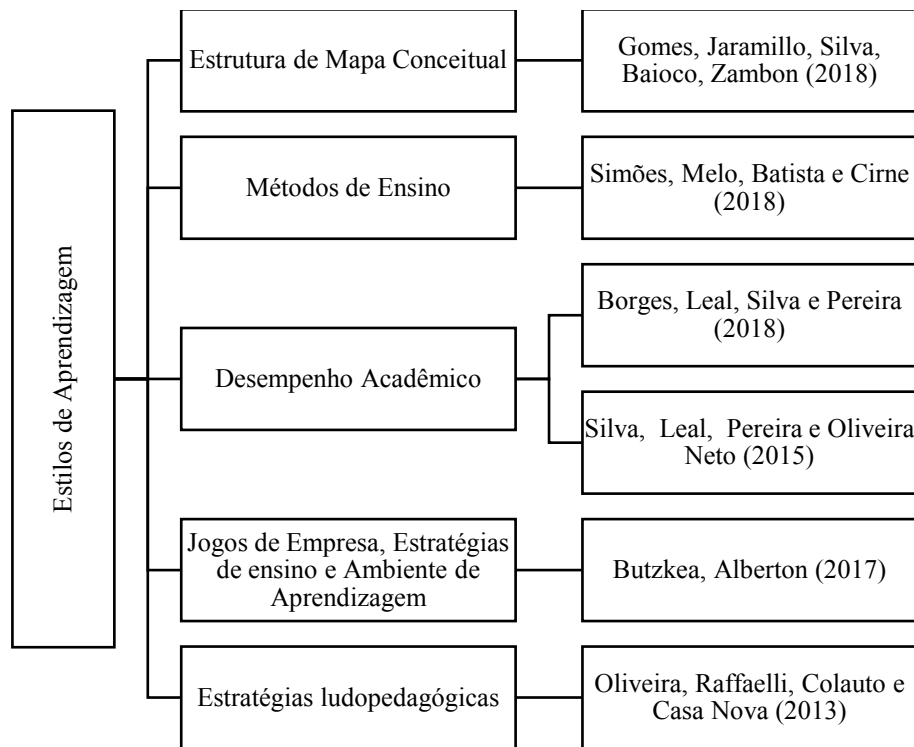 Estilos de Aprendizagem
Estrutura de Mapa Conceitual
Gomes, Jaramillo, Silva,
Baioco, Zambon (2018)
Métodos de Ensino
Simões, Melo, Batista e Cirne
(2018)
Desempenho Acadêmico
Borges, Leal, Silva e Pereira
(2018)
Silva, Leal, Pereira e Oliveira
Neto (2015)
Jogos de Empresa, Estratégias
de ensino e Ambiente de
Aprendizagem
Butzkea, Alberton (2017)
Estratégias ludopedagógicas
Oliveira, Raffaelli, Colauto e
Casa Nova (2013)